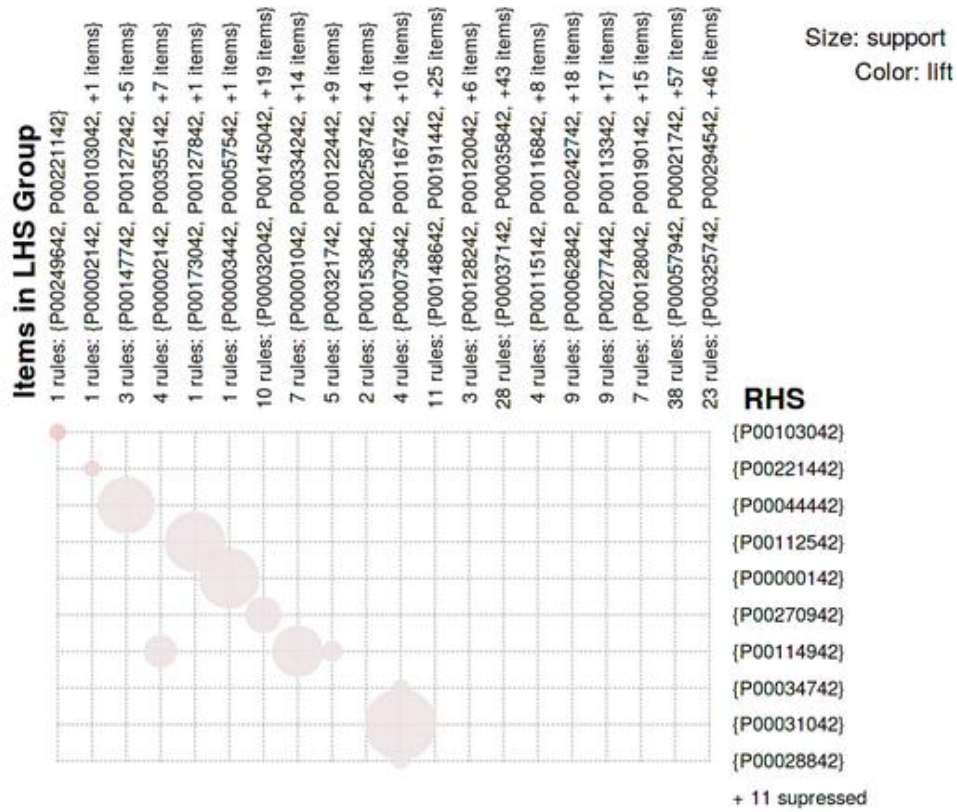 Size: support
Color: lift
Items in LHS Group
1 rules: {P00249642, P00221142}
1 rules: {P00002142, P00103042, +1 items}
3 rules: {P00147742, P00127242, +5 items}
4 rules: {P00002142, P00355142, +7 items}
1 rules: {P00173042, P00127842, +1 items}
1 rules: {P00003442, P00057542, +1 items}
10 rules: {P00032042, P00145042, +19 items}
7 rules: {P00001042, P00334242, +14 items}
5 rules: {P00321742, P00122442, +9 items}
2 rules: {P00153842, P00258742, +4 items}
4 rules: {P00073642, P00116742, +10 items}
11 rules: {P00148642, P00191442, +25 items}
3 rules: {P00128242, P00120042, +6 items}
28 rules: {P00037142, P00035842, +43 items}
4 rules: {P00115142, P00116842, +8 items}
9 rules: {P00062842, P00242742, +18 items}
9 rules: {P00277442, P00113342, +17 items}
7 rules: {P00128042, P00190142, +15 items}
38 rules: {P00057942, P00021742, +57 items}
23 rules: {P00325742, P00294542, +46 items}
RHS
{P00103042}
{P00221442}
{P00044442}
{P00112542}
{P00000142}
{P00270942}
{P00114942}
{P00034742}
{P00031042}
{P00028842}
+ 11 supressed